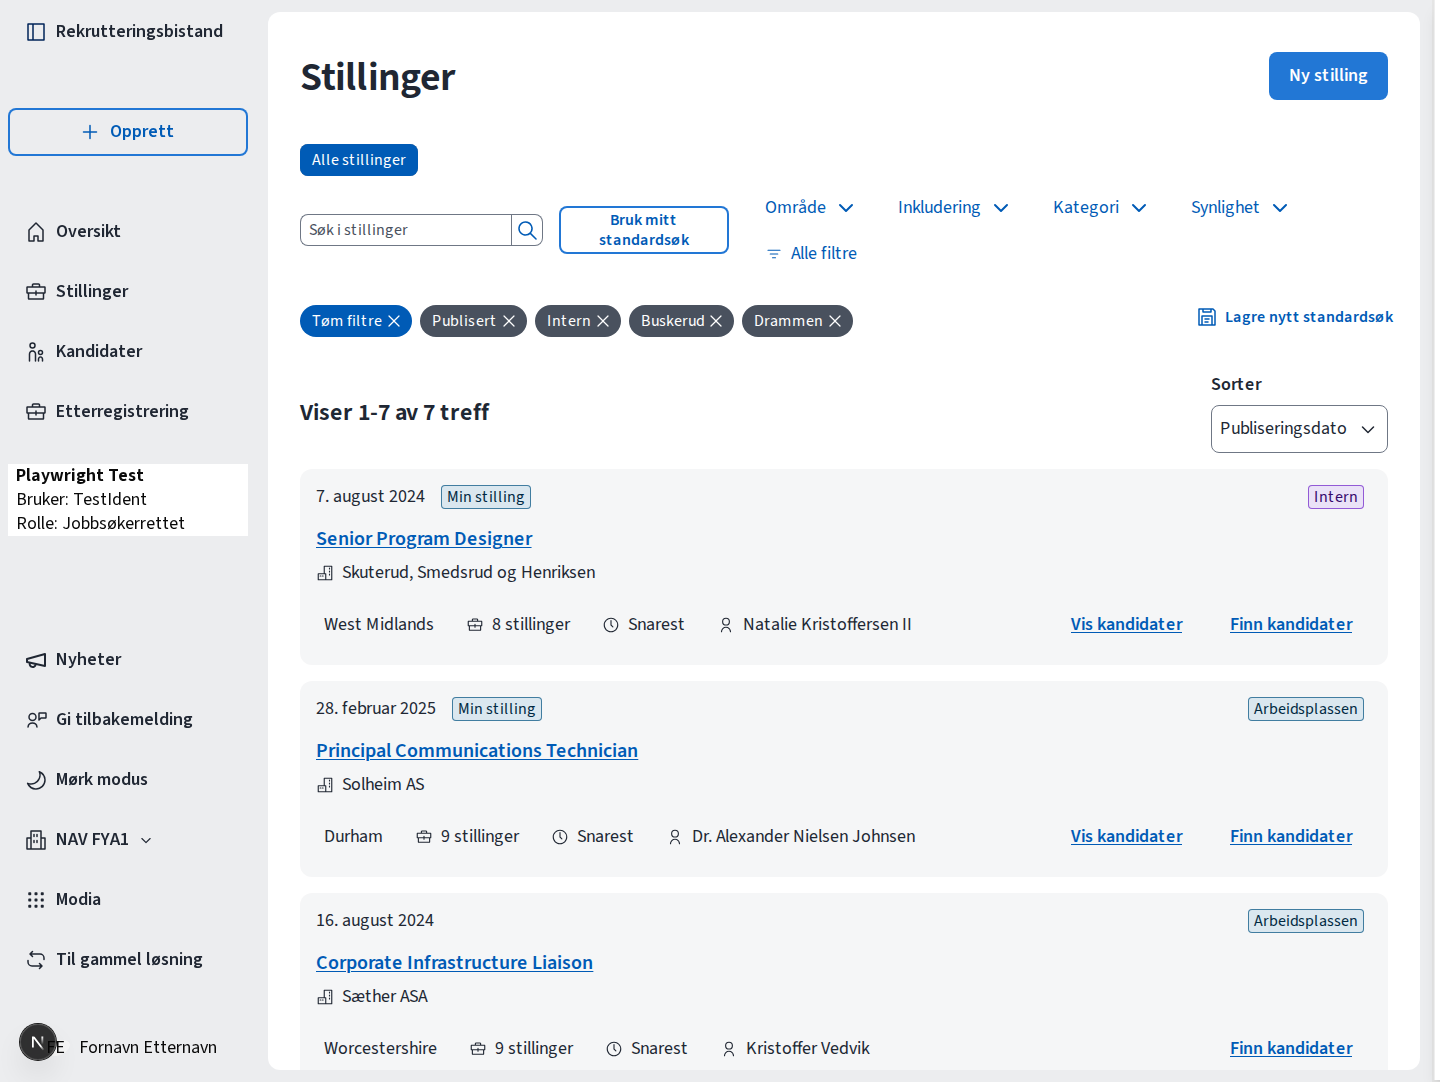 Rekrutteringsbistand
Opprett
Oversikt
Stillinger
Kandidater
Etterregistrering
Playwright Test
Bruker: TestIdent
Rolle: Jobbsøkerrettet
Nyheter
Gi tilbakemelding
Mørk modus
NAV FYA1
Modia
Til gammel løsning
N
FE Fornavn Etternavn
Stillinger
Ny stilling
Alle stillinger
Søk i stillinger
Bruk mitt
standardsøk
Område
Inkludering
Kategori
Synlighet
Alle filtre
Tøm filtre
Publisert
Intern
Buskerud
Drammen
Lagre nytt standardsøk
Viser 1-7 av 7 treff
Sorter
Publiseringsdato
7. august 2024 Min stilling Intern
Senior Program Designer
Skuterud, Smedsrud og Henriksen
West Midlands 8 stillinger Snarest Natalie Kristoffersen II Vis kandidater Finn kandidater
28. februar 2025 Min stilling Arbeidsplassen
Principal Communications Technician
Solheim AS
Durham 9 stillinger Snarest Dr. Alexander Nielsen Johnsen Vis kandidater Finn kandidater
16. august 2024 Arbeidsplassen
Corporate Infrastructure Liaison
Sæther ASA
Worcestershire 9 stillinger Snarest Kristoffer Vedvik Finn kandidater